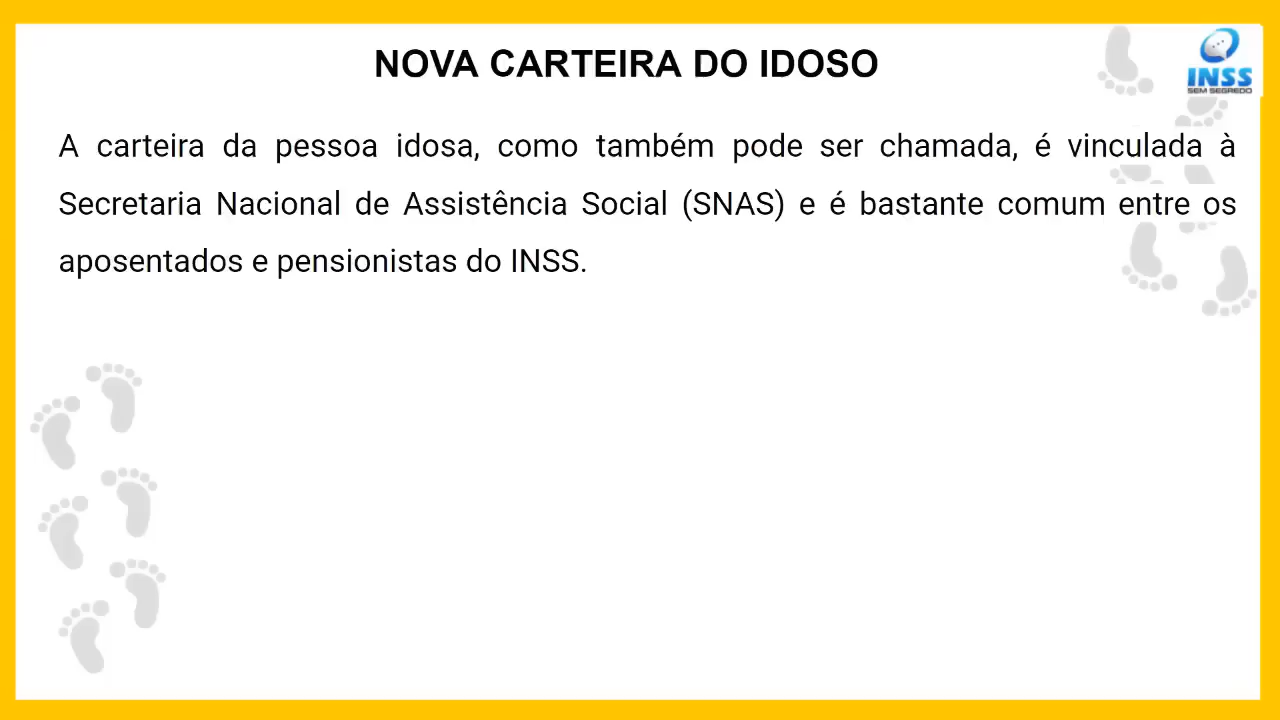 NOVA CARTEIRA DO IDOSO
INSS
SEM SEGREDO
A carteira da pessoa idosa, como também pode ser chamada, é vinculada à
Secretaria Nacional de Assistência Social (SNAS) e é bastante comum entre os
aposentados e pensionistas do INSS.